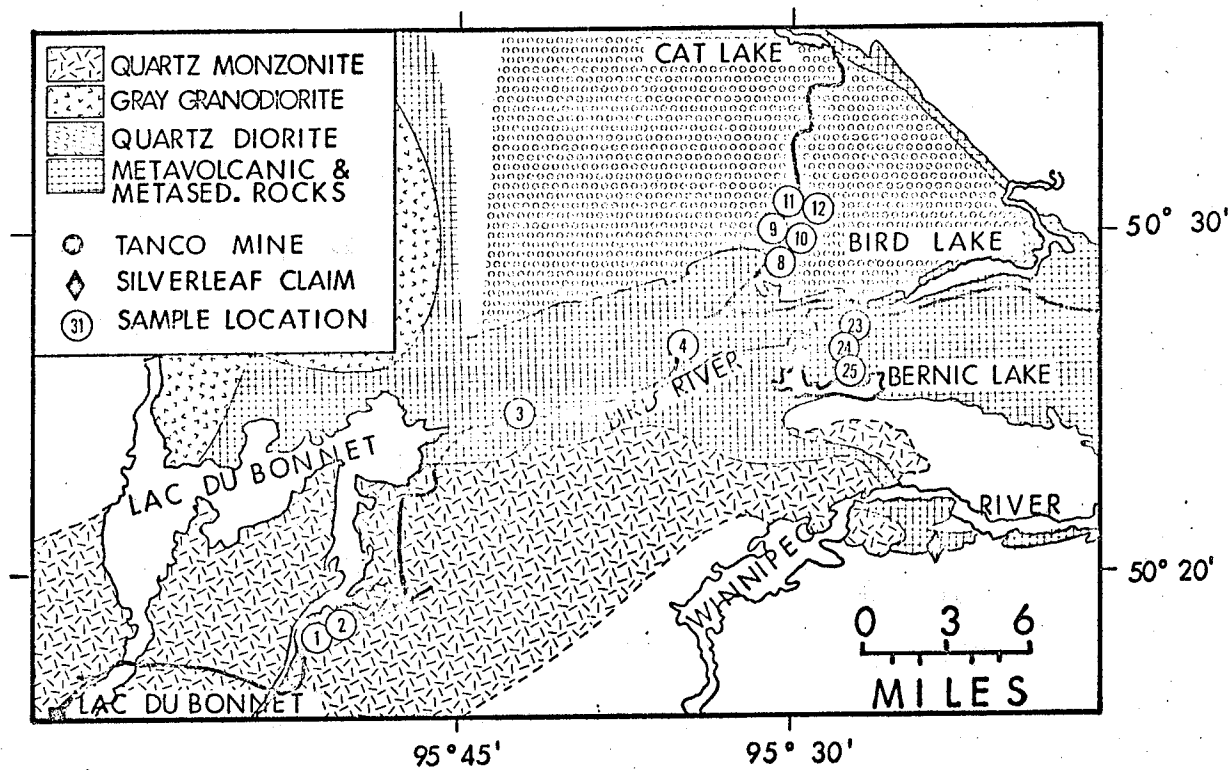 QUARTZ MONZONITE
GRAY GRANODIORITE
QUARTZ DIORITE
METAVOLCANIC &
METASED. ROCKS
TANCO MINE
SILVERLEAF CLAIM
31 SAMPLE LOCATION
CAT LAKE
11
12
9
10
8
BIRD LAKE
50° 30'
23
24
25
4
RIVER
BERNIC LAKE
3
LAC DU BONNET
RIVER
WINNIPEG
50° 20'
1
2
0 3 6
MILES
LAC DU BONNET
95°45'
95°30'